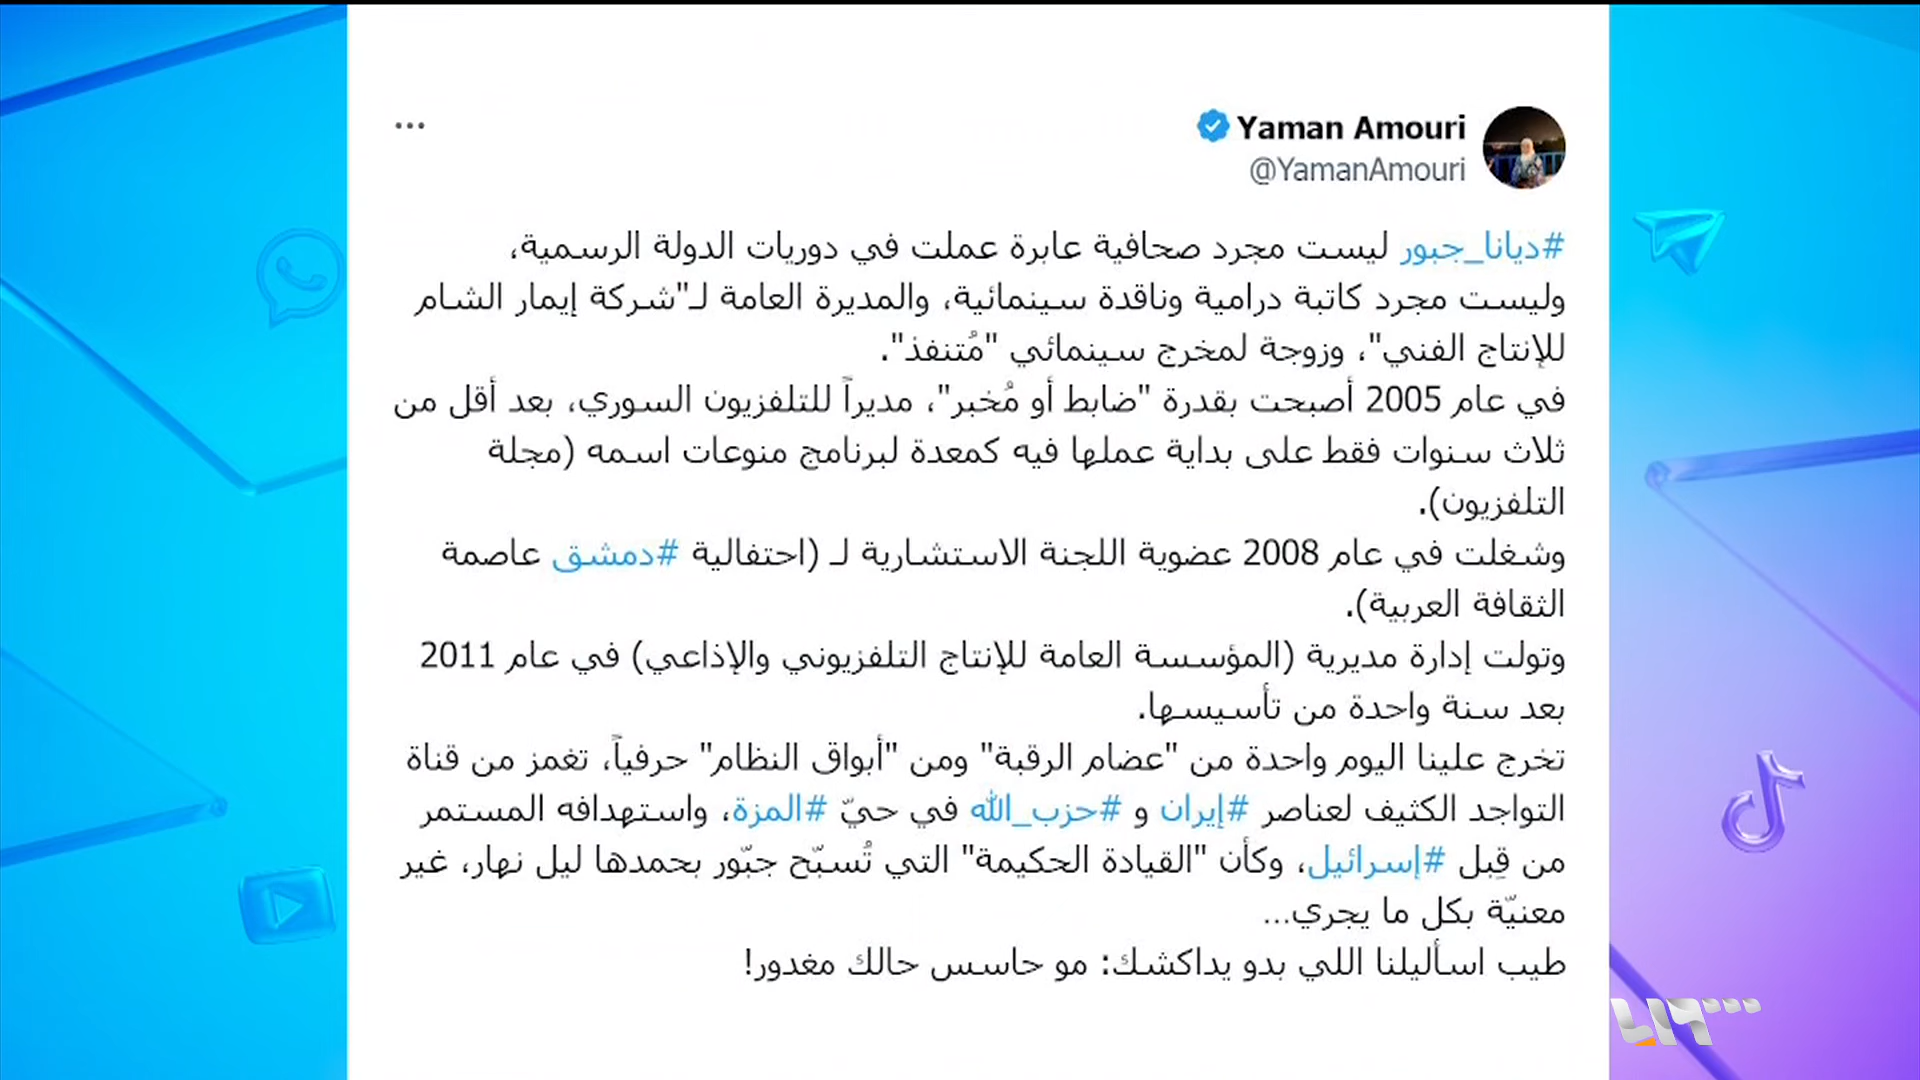 Yaman Amouri
@YamanAmouri
#ديانا_جبور ليست مجرد صحافية عابرة عملت في دوريات الدولة الرسمية،
وليست مجرد كاتبة درامية وناقدة سينمائية، والمديرة العامة لـ"شركة إيمار الشام
للإنتاج الفني"، وزوجة لمخرج سينمائي "مُتنفذ".
في عام 2005 أصبحت بقدرة "ضابط أو مُخبر"، مديراً للتلفزيون السوري، بعد أقل من
ثلاث سنوات فقط على بداية عملها فيه كمعدة لبرنامج منوعات اسمه (مجلة
التلفزيون).
وشغلت في عام 2008 عضوية اللجنة الاستشارية لـ (احتفالية #دمشق عاصمة
الثقافة العربية).
وتولت إدارة مديرية (المؤسسة العامة للإنتاج التلفزيوني والإذاعي) في عام 2011
بعد سنة واحدة من تأسيسها.
تخرج علينا اليوم واحدة من "عضام الرقبة" ومن "أبواق النظام" حرفياً، تغمز من قناة
التواجد الكثيف لعناصر #إيران و #حزب_الله في حيّ #المزة، واستهدافه المستمر
من قِبل #إسرائيل، وكأن "القيادة الحكيمة" التي تُسبّح جبّور بحمدها ليل نهار، غير
معنيّة بكل ما يجري...
طيب اسأليلنا اللي بدو يداكشك: مو حاسس حالك مغدور!